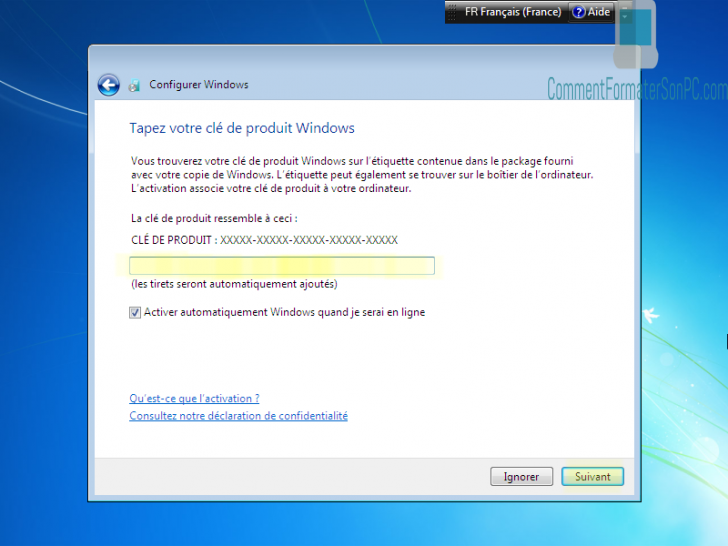 FR Français (France) Aide
CommentFormaterSonPC.com
Configurer Windows
Tapez votre clé de produit Windows
Vous trouverez votre clé de produit Windows sur l'étiquette contenue dans le package fourni
avec votre copie de Windows. L'étiquette peut également se trouver sur le boîtier de l'ordinateur.
L'activation associe votre clé de produit à votre ordinateur.
La clé de produit ressemble à ceci :
CLÉ DE PRODUIT : XXXXX-XXXXX-XXXXX-XXXXX-XXXXX
(les tirets seront automatiquement ajoutés)
Activer automatiquement Windows quand je serai en ligne
Qu'est-ce que l'activation ?
Consultez notre déclaration de confidentialité
Ignorer Suivant